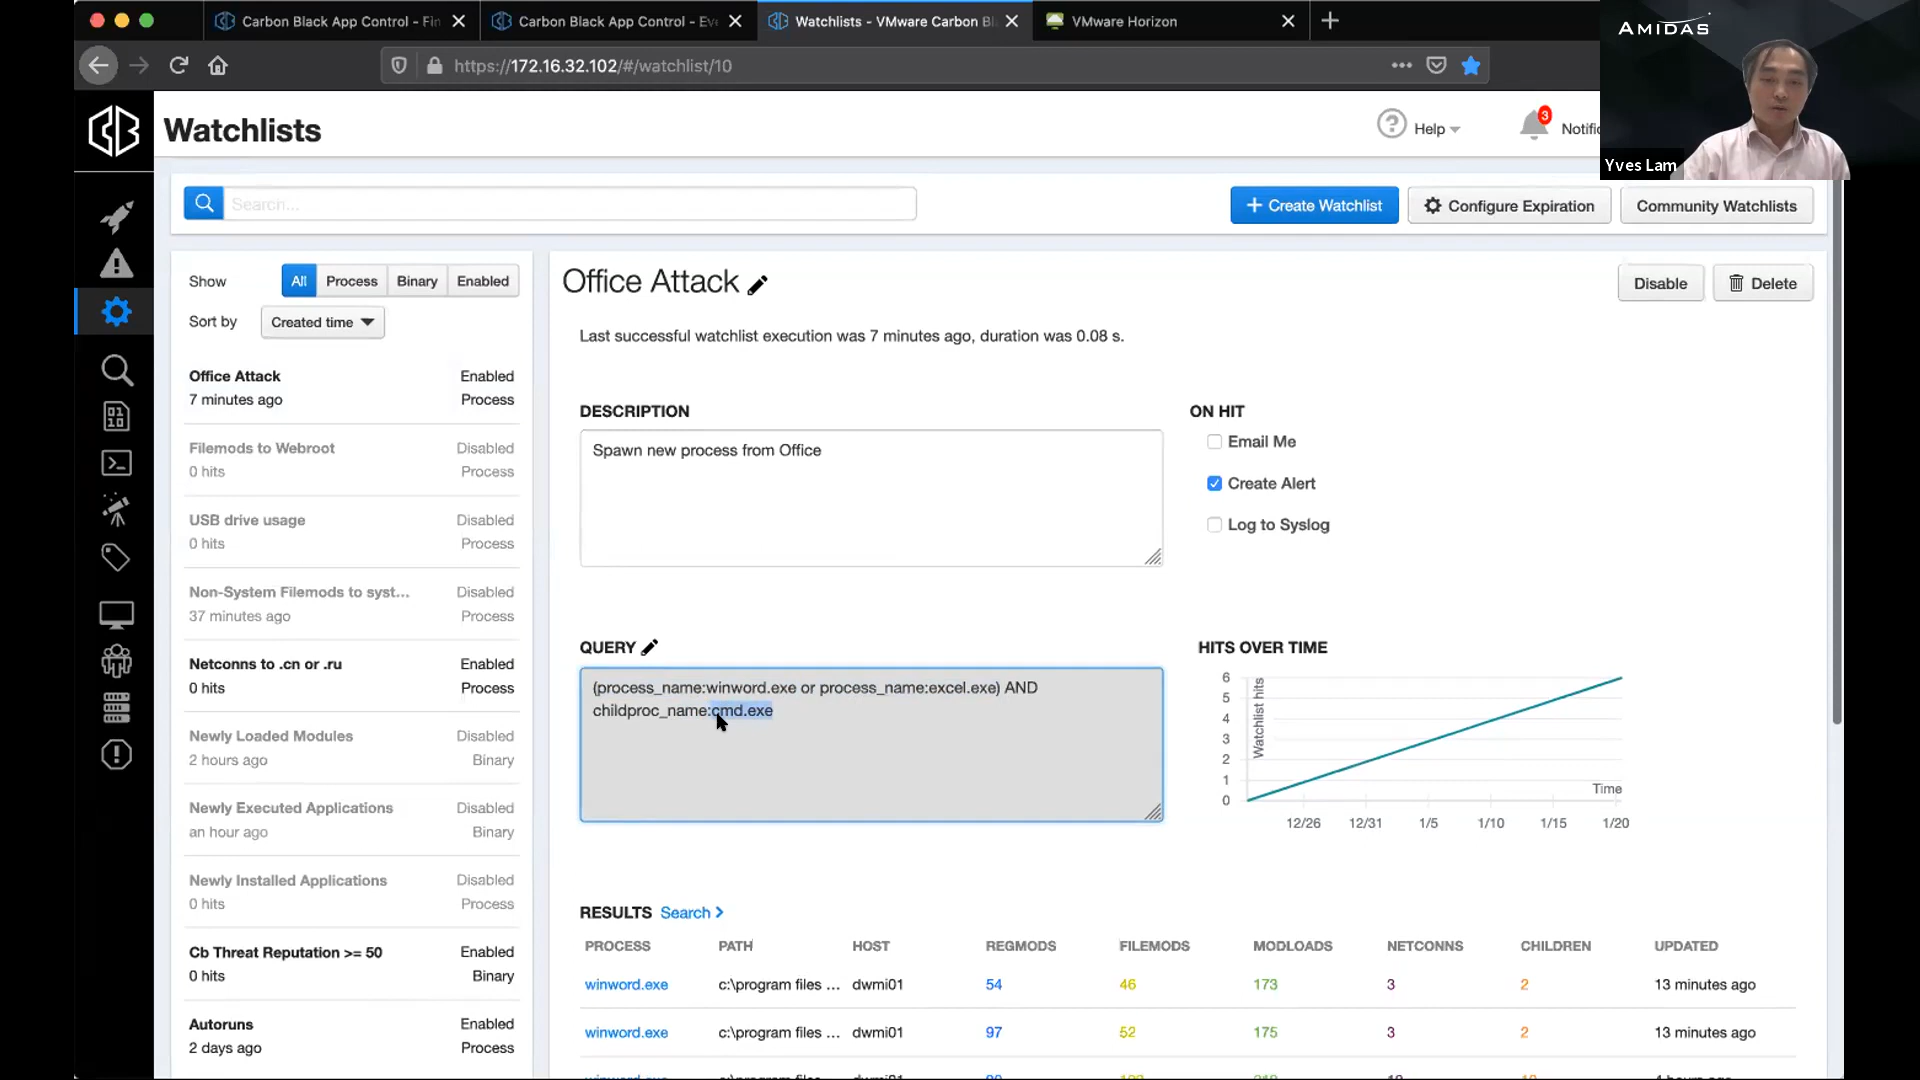 Carbon Black App Control - Fin
Carbon Black App Control - Eve
Watchlists - VMware Carbon Bl
VMware Horizon
https://172.16.32.102/#/watchlist/10
AMIDAS
Yves Lam
Watchlists
Help
3
Notific
Search...
Create Watchlist
Configure Expiration
Community Watchlists
Show
All
Process
Binary
Enabled
Sort by
Created time
Office Attack Enabled
7 minutes ago Process
Filemods to Webroot Disabled
0 hits Process
USB drive usage Disabled
0 hits Process
Non-System Filemods to syst... Disabled
37 minutes ago Process
Netconns to .cn or .ru Enabled
0 hits Process
Newly Loaded Modules Disabled
2 hours ago Binary
Newly Executed Applications Disabled
an hour ago Binary
Newly Installed Applications Disabled
0 hits Process
Cb Threat Reputation >= 50 Enabled
0 hits Binary
Autoruns Enabled
2 days ago Process
Office Attack
Disable
Delete
Last successful watchlist execution was 7 minutes ago, duration was 0.08 s.
DESCRIPTION
Spawn new process from Office
ON HIT
Email Me
Create Alert
Log to Syslog
QUERY
(process_name:winword.exe or process_name:excel.exe) AND
childproc_name:cmd.exe
HITS OVER TIME
Watchlist hits
6
5
4
3
2
1
0
Time
12/26 12/31 1/5 1/10 1/15 1/20
RESULTS Search
PROCESS PATH HOST REGMODS FILEMODS MODLOADS NETCONNS CHILDREN UPDATED
winword.exe c:\program files ... dwmi01 54 46 173 3 2 13 minutes ago
winword.exe c:\program files ... dwmi01 97 52 175 3 2 13 minutes ago